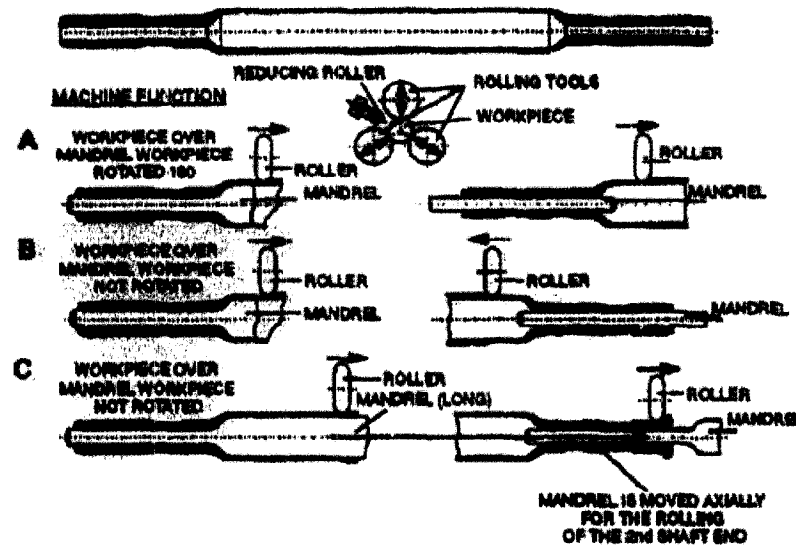 REDUCING ROLLER
ROLLING TOOLS
WORKPIECE
MACHINE FUNCTION
A
WORKPIECE OVER
MANDREL WORKPIECE
ROTATED 180
ROLLER
MANDREL
ROLLER
MANDREL
B
WORKPIECE OVER
MANDREL WORKPIECE
NOT ROTATED
ROLLER
MANDREL
ROLLER
MANDREL
C
WORKPIECE OVER
MANDREL WORKPIECE
NOT ROTATED
ROLLER
MANDREL (LONG)
ROLLER
MANDREL
MANDREL IS MOVED AXIALLY
FOR THE ROLLING
OF THE 2nd SHAFT END